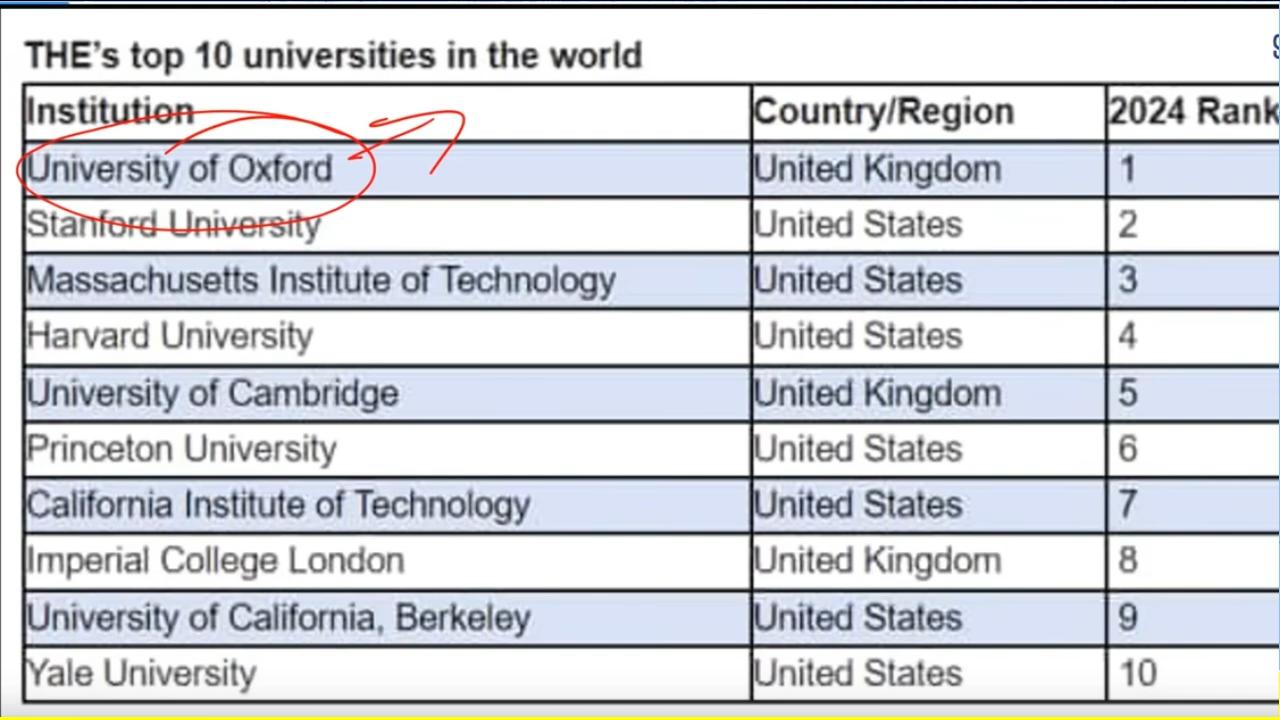 THE's top 10 universities in the world
Institution Country/Region 2024 Rank
University of Oxford United Kingdom 1
Stanford University United States 2
Massachusetts Institute of Technology United States 3
Harvard University United States 4
University of Cambridge United Kingdom 5
Princeton University United States 6
California Institute of Technology United States 7
Imperial College London United Kingdom 8
University of California, Berkeley United States 9
Yale University United States 10